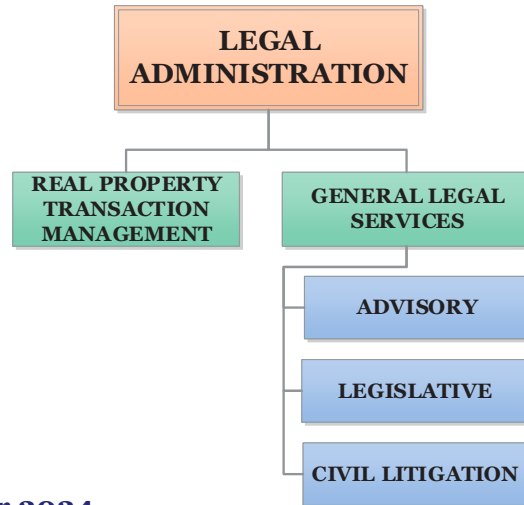 LEGAL
ADMINISTRATION
REAL PROPERTY
TRANSACTION
MANAGEMENT
GENERAL LEGAL
SERVICES
ADVISORY
LEGISLATIVE
CIVIL LITIGATION